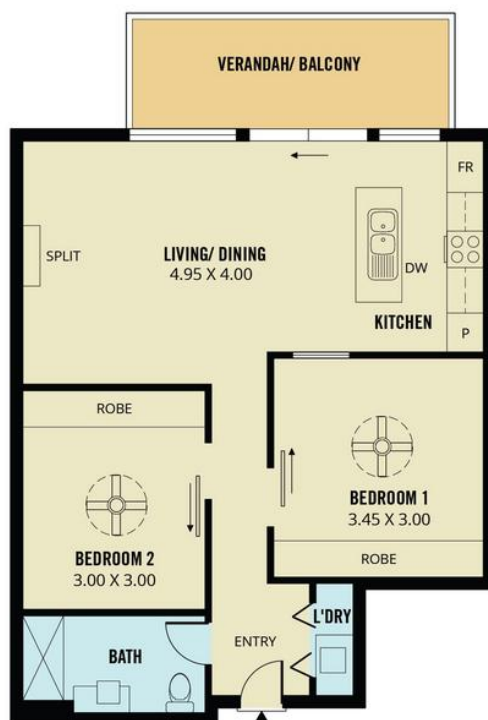 VERANDAH/ BALCONY
FR
SPLIT
LIVING/ DINING
4.95 X 4.00
DW
KITCHEN
P
ROBE
BEDROOM 1
3.45 X 3.00
BEDROOM 2
3.00 X 3.00
ROBE
L'DRY
ENTRY
BATH